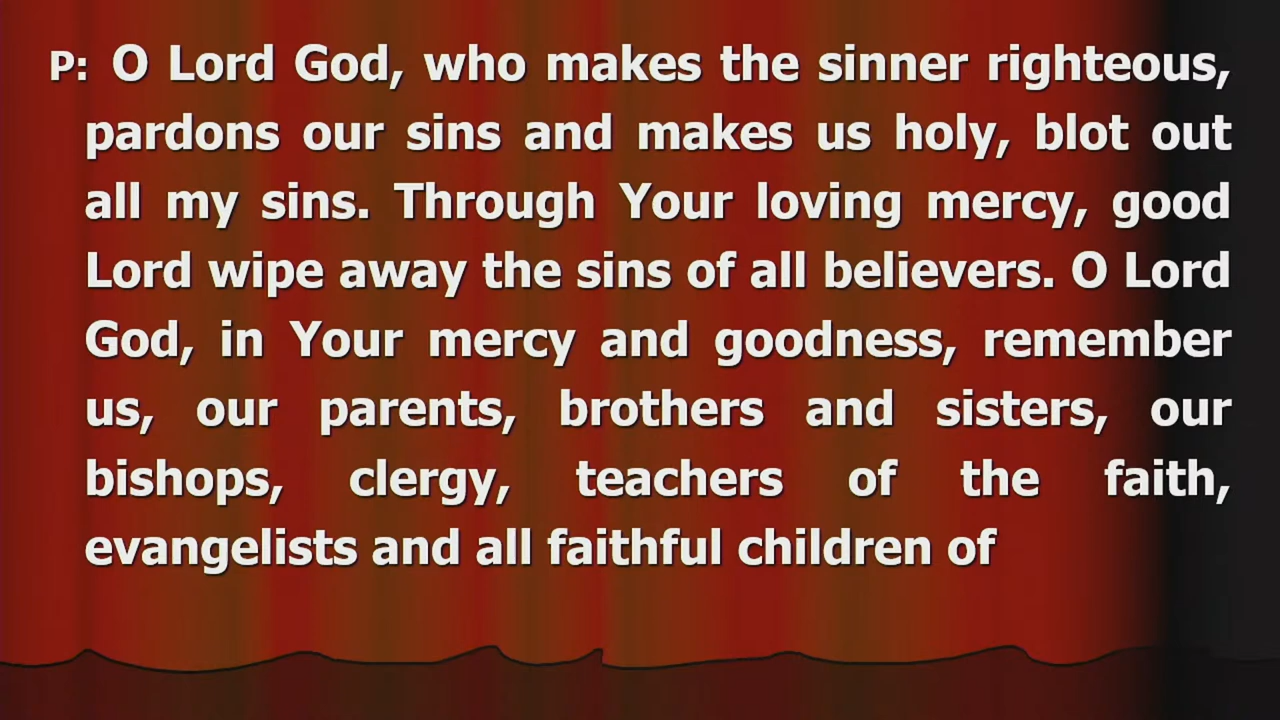 P: O Lord God, who makes the sinner righteous,
pardons our sins and makes us holy, blot out
all my sins. Through Your loving mercy, good
Lord wipe away the sins of all believers. O Lord
God, in Your mercy and goodness, remember
us, our parents, brothers and sisters, our
bishops, clergy, teachers of the faith,
evangelists and all faithful children of